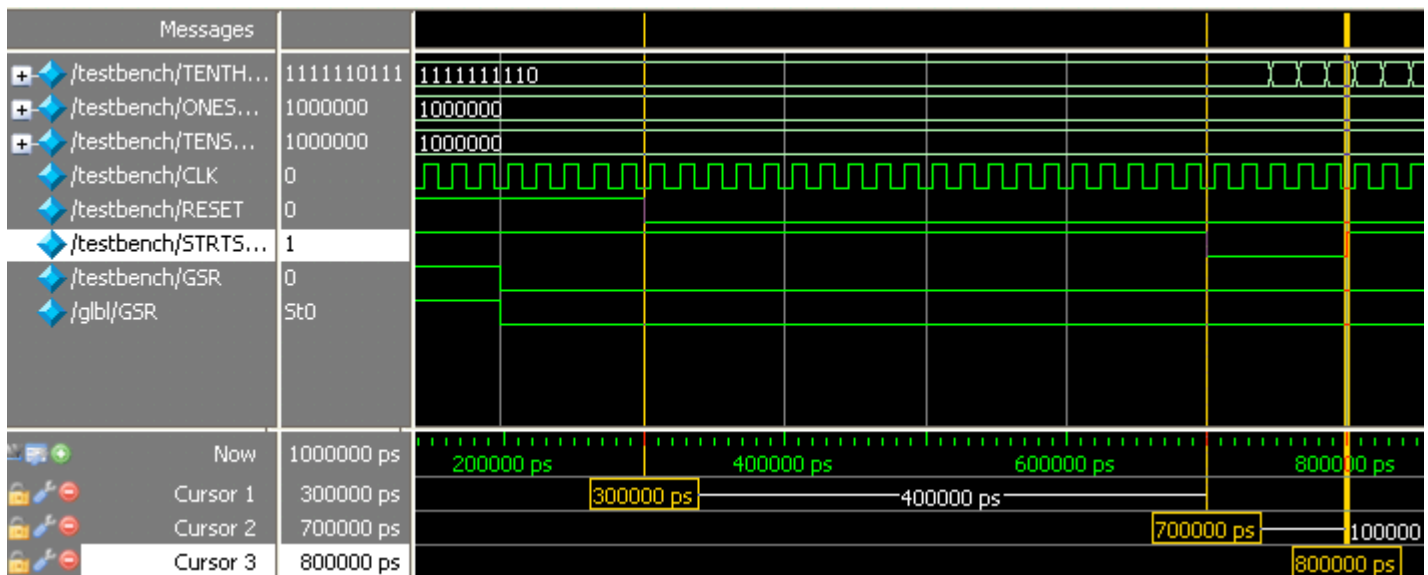 Messages
/testbench/TENTH... 1111110111 1111111110
/testbench/ONES... 1000000 1000000
/testbench/TENS... 1000000 1000000
/testbench/CLK 0
/testbench/RESET 0
/testbench/STRTS... 1
/testbench/GSR 0
/glbl/GSR St0
Now 1000000 ps 200000 ps 400000 ps 600000 ps 800000 ps
Cursor 1 300000 ps 300000 ps 400000 ps
Cursor 2 700000 ps 700000 ps 100000
Cursor 3 800000 ps 800000 ps